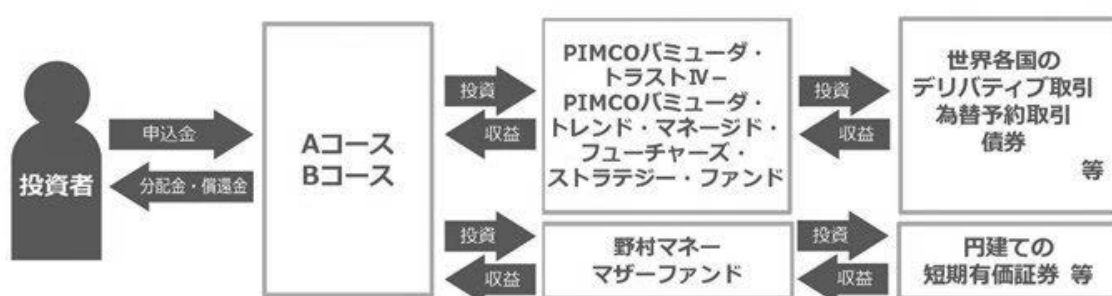 投資者
申込金
分配金・償還金
Aコース
Bコース
投資
収益
PIMCOバミューダ・
トラストⅣ－
PIMCOバミューダ・
トレンド・マネージド・
フューチャーズ・
ストラテジー・ファンド
投資
収益
世界各国の
デリバティブ取引
為替予約取引
債券
等
投資
収益
野村マネー
マザーファンド
投資
収益
円建ての
短期有価証券 等